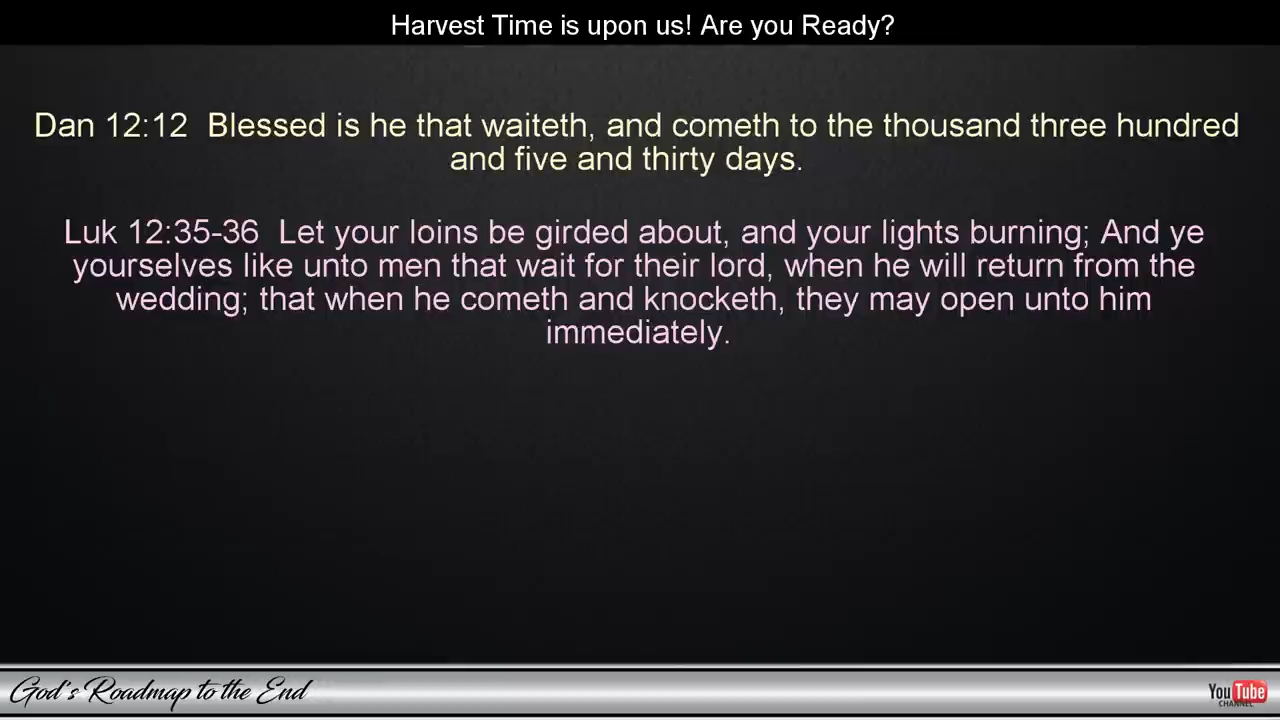 Harvest Time is upon us! Are you Ready?
Dan 12:12  Blessed is he that waiteth, and cometh to the thousand three hundred
and five and thirty days.
Luk 12:35-36  Let your loins be girded about, and your lights burning; And ye
yourselves like unto men that wait for their lord, when he will return from the
wedding; that when he cometh and knocketh, they may open unto him
immediately.
God's Roadmap to the End
YouTube
CHANNEL